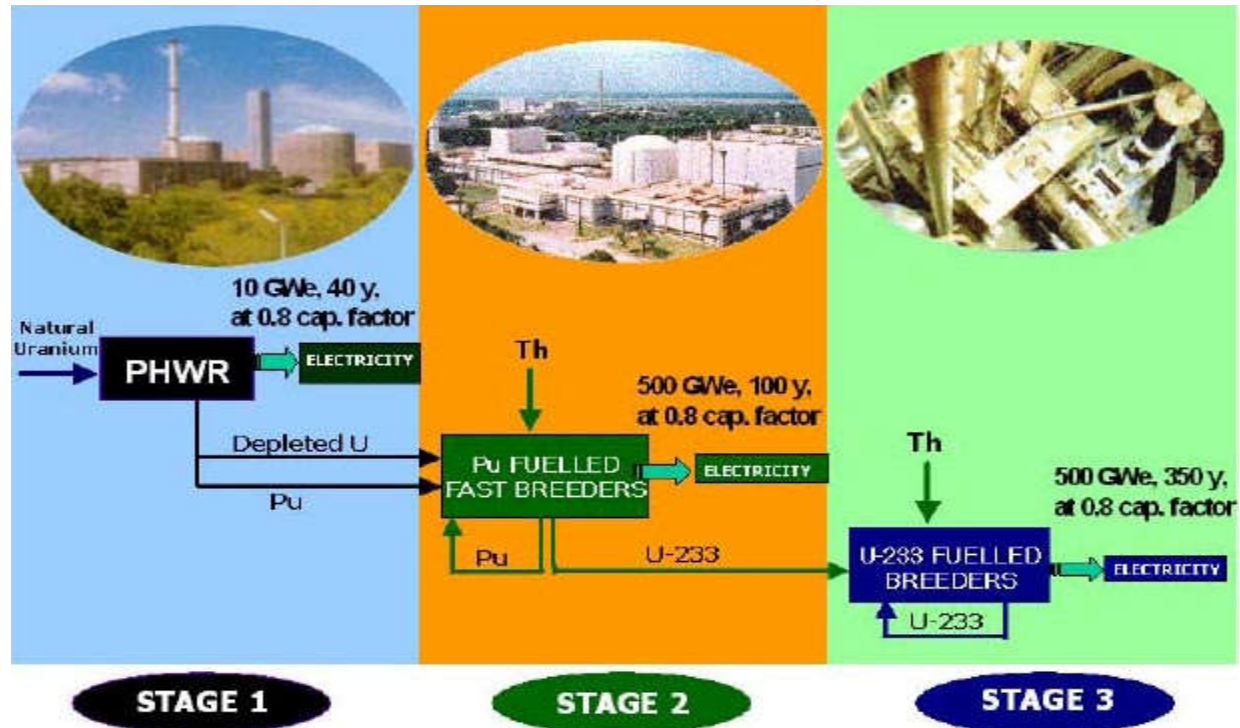 10 GWe, 40 y,
at 0.8 cap. factor
Natural
Uranium
PHWR
ELECTRICITY
Depleted U
Pu
Th
500 GWe, 100 y,
at 0.8 cap. factor
Pu FUELLED
FAST BREEDERS
ELECTRICITY
Pu
U-233
Th
500 GWe, 350 y,
at 0.8 cap. factor
U-233 FUELLED
BREEDERS
ELECTRICITY
U-233
STAGE 1
STAGE 2
STAGE 3